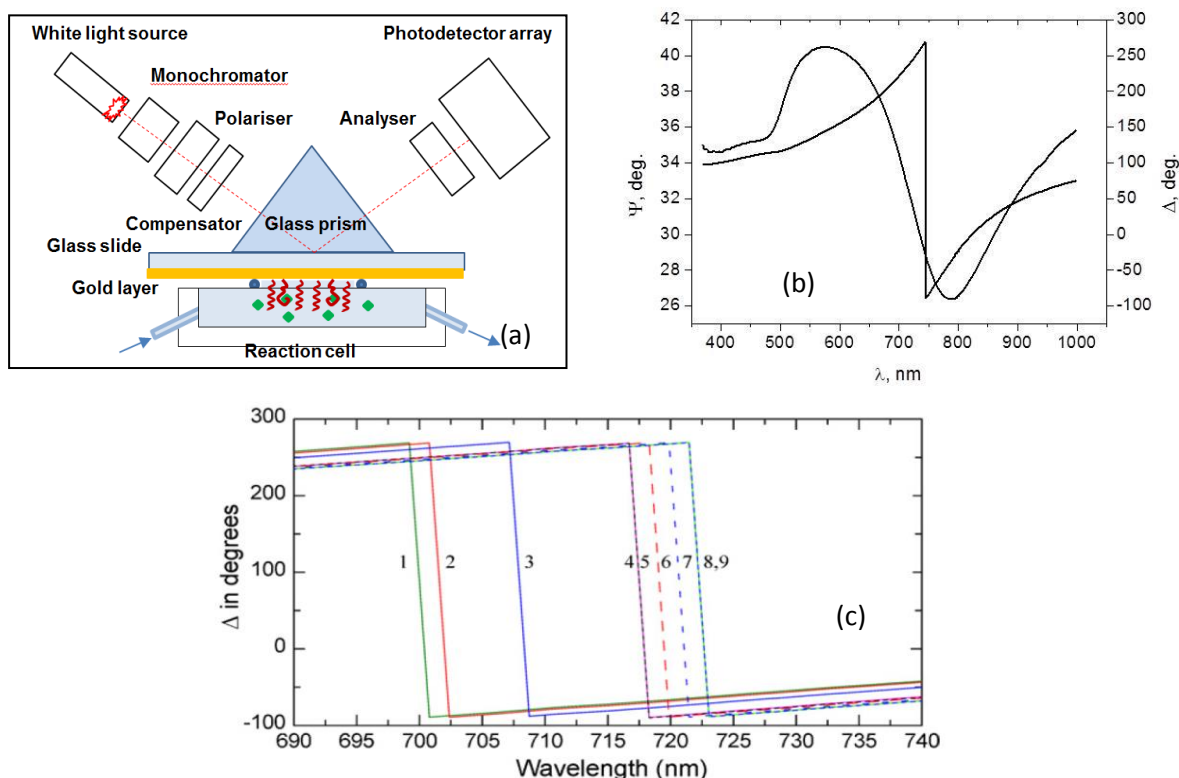 White light source
Photodetector array
Monochromator
Polariser
Analyser
Compensator
Glass prism
Glass slide
Gold layer
(a)
Reaction cell
42
40
38
36
34
32
30
28
26
Ψ, deg.
300
250
200
150
100
50
0
-50
-100
Δ, deg.
(b)
400 500 600 700 800 900 1000
λ, nm
300
200
100
0
-100
Δ in degrees
1 2 3 4,5 6 7 8,9
(c)
690 695 700 705 710 715 720 725 730 735 740
Wavelength (nm)